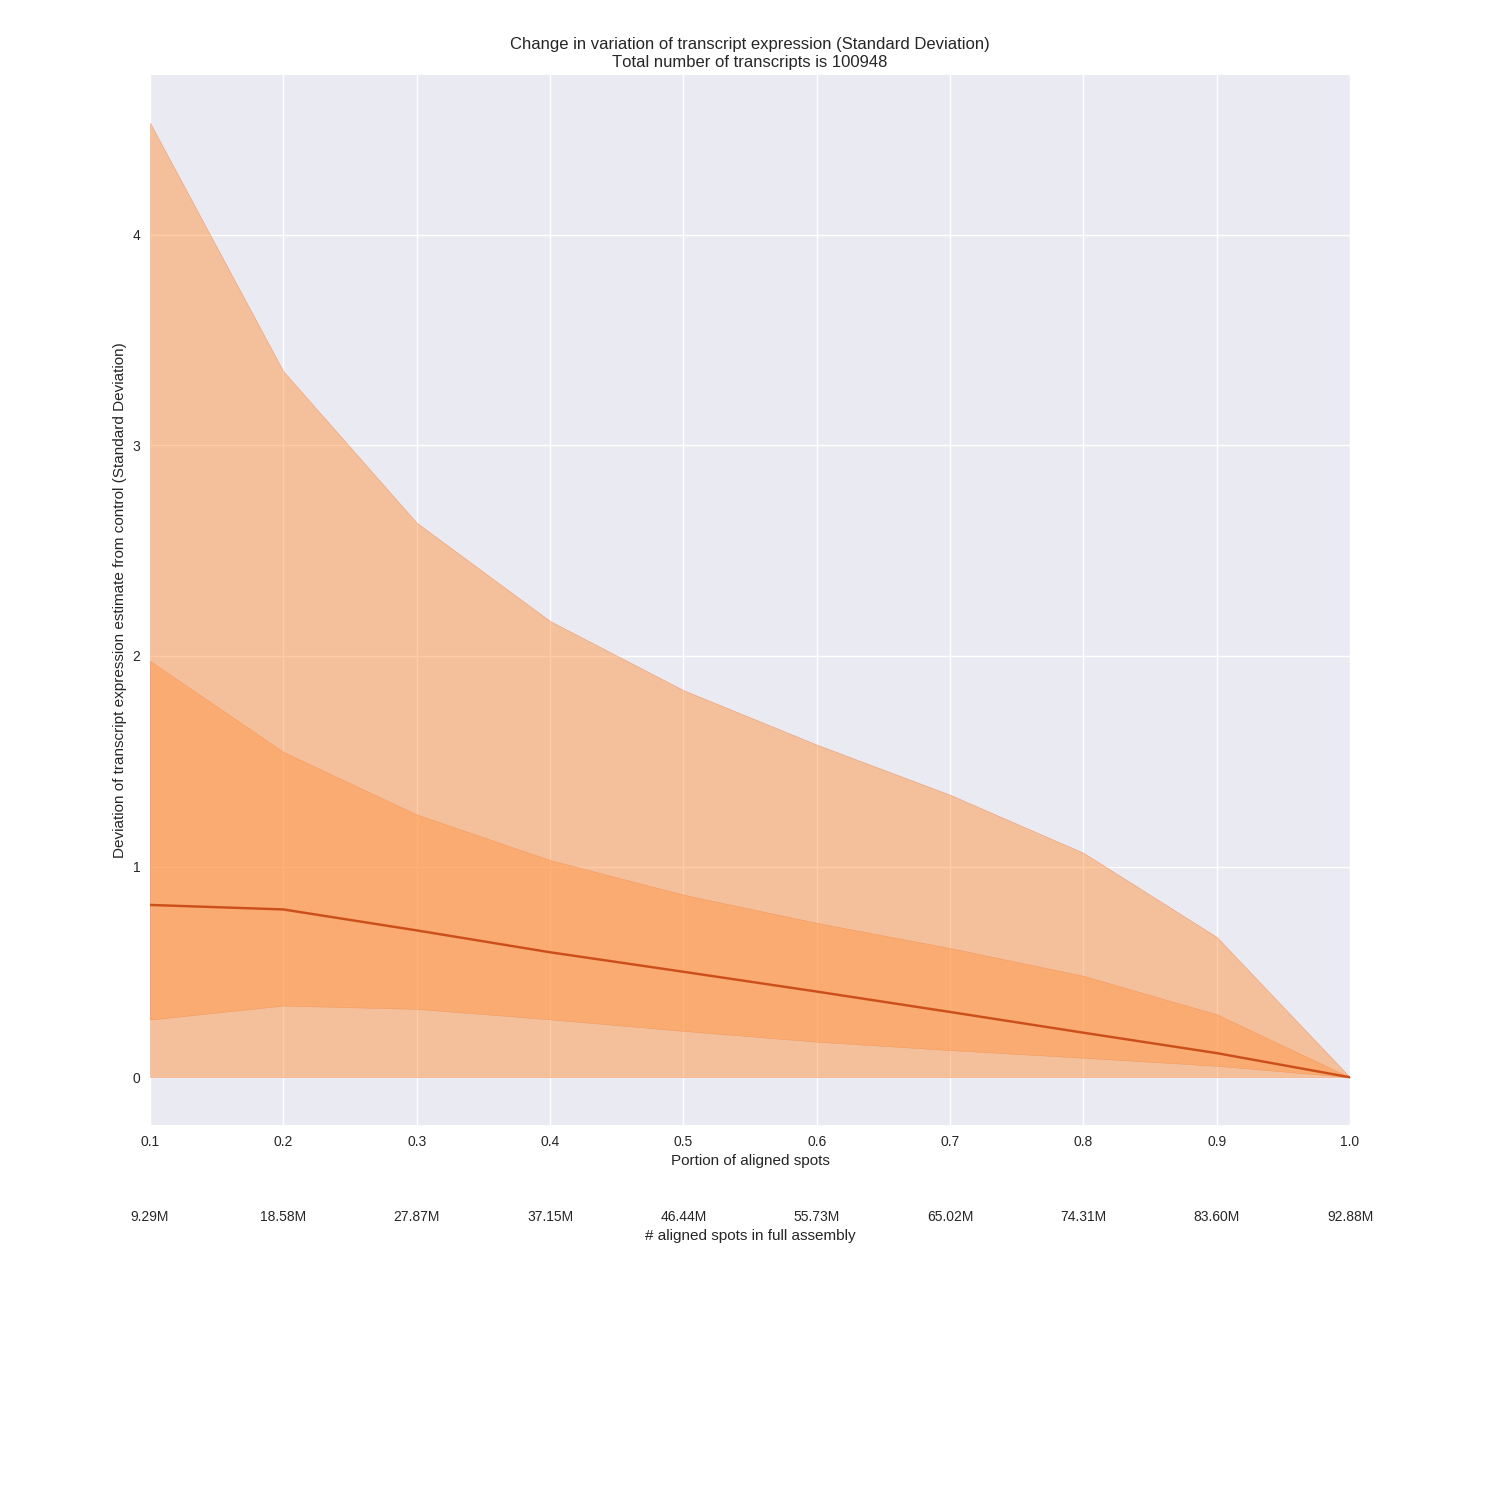 Change in variation of transcript expression (Standard Deviation)
Total number of transcripts is 100948
Deviation of transcript expression estimate from control (Standard Deviation)
4
3
2
1
0
0.1 0.2 0.3 0.4 0.5 0.6 0.7 0.8 0.9 1.0
Portion of aligned spots
9.29M 18.58M 27.87M 37.15M 46.44M 55.73M 65.02M 74.31M 83.60M 92.88M
# aligned spots in full assembly